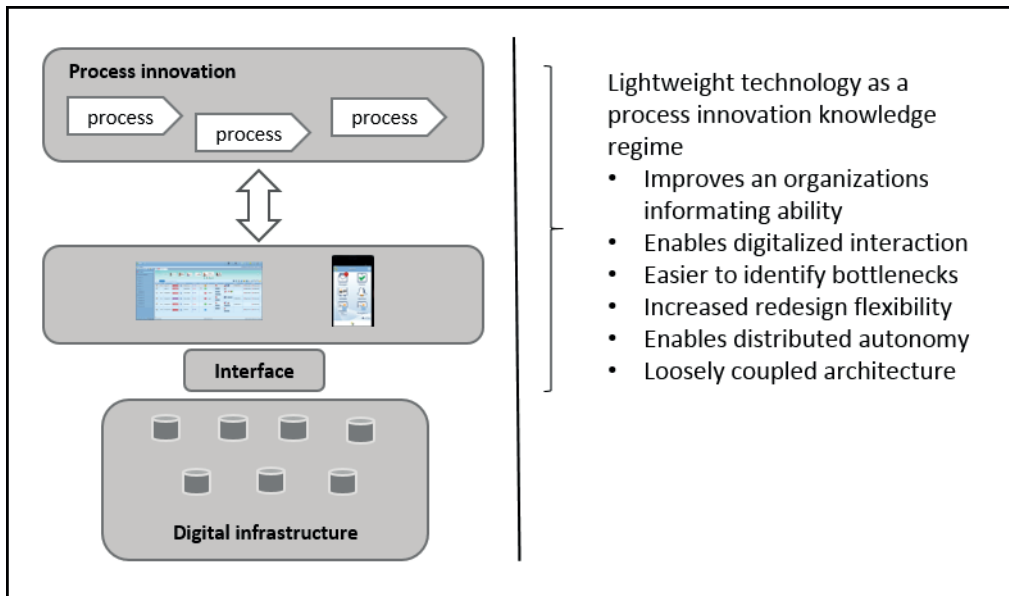 Process innovation
process
process
process
Interface
Digital infrastructure
Lightweight technology as a
process innovation knowledge
regime
• Improves an organizations
informating ability
• Enables digitalized interaction
• Easier to identify bottlenecks
• Increased redesign flexibility
• Enables distributed autonomy
• Loosely coupled architecture